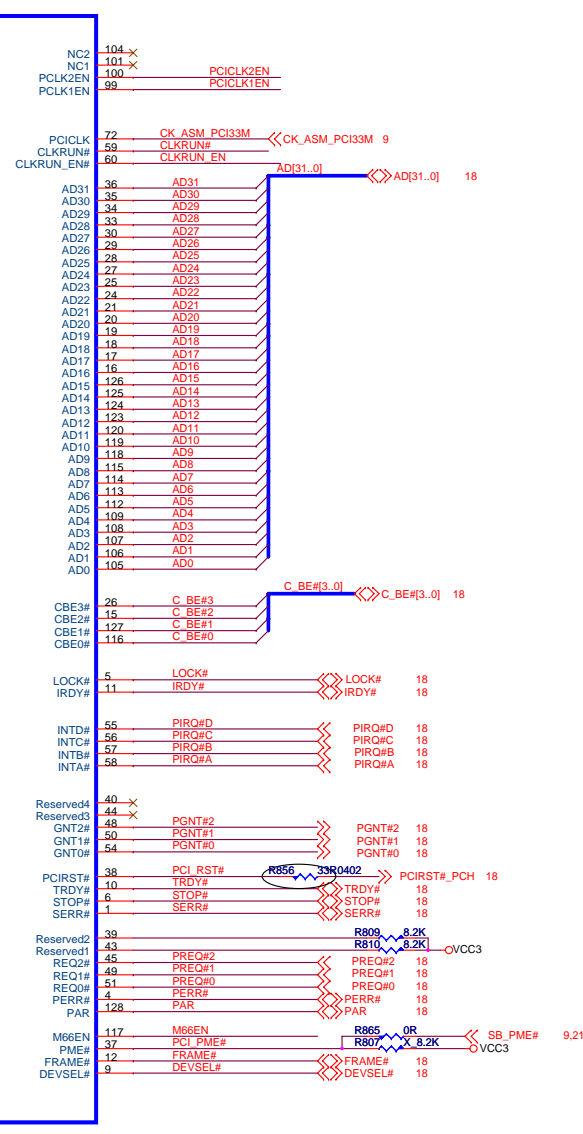 NC2 104
NC1 101
PCLK2EN 100 PCICLK2EN
PCLK1EN 99 PCICLK1EN
PCICLK 72 CK_ASM_PCI33M CK_ASM_PCI33M 9
CLKRUN# 59 CLKRUN#
CLKRUN_EN# 60 CLKRUN_EN
AD[31..0] AD[31..0] 18
AD31 36 AD31
AD30 35 AD30
AD29 34 AD29
AD28 33 AD28
AD27 30 AD27
AD26 29 AD26
AD25 28 AD25
AD24 27 AD24
AD23 25 AD23
AD22 24 AD22
AD21 21 AD21
AD20 20 AD20
AD19 19 AD19
AD18 18 AD18
AD17 17 AD17
AD16 16 AD16
AD15 126 AD15
AD14 125 AD14
AD13 124 AD13
AD12 123 AD12
AD11 120 AD11
AD10 119 AD10
AD9 118 AD9
AD8 115 AD8
AD7 114 AD7
AD6 113 AD6
AD5 112 AD5
AD4 109 AD4
AD3 108 AD3
AD2 107 AD2
AD1 106 AD1
AD0 105 AD0
C_BE#[3..0] C_BE#[3..0] 18
CBE3# 26 C_BE#3
CBE2# 15 C_BE#2
CBE1# 127 C_BE#1
CBE0# 116 C_BE#0
LOCK# 5 LOCK# LOCK# 18
IRDY# 11 IRDY# IRDY# 18
INTD# 55 PIRQ#D PIRQ#D 18
INTC# 56 PIRQ#C PIRQ#C 18
INTB# 57 PIRQ#B PIRQ#B 18
INTA# 58 PIRQ#A PIRQ#A 18
Reserved4 40
Reserved3 44
GNT2# 48 PGNT#2 PGNT#2 18
GNT1# 50 PGNT#1 PGNT#1 18
GNT0# 54 PGNT#0 PGNT#0 18
PCIRST# 38 PCI_RST# R856 33R0402 PCIRST#_PCH 18
TRDY# 10 TRDY# TRDY# 18
STOP# 6 STOP# STOP# 18
SERR# 1 SERR# SERR# 18
Reserved2 39 R809 8.2K
Reserved1 43 R810 8.2K VCC3
REQ2# 45 PREQ#2 PREQ#2 18
REQ1# 49 PREQ#1 PREQ#1 18
REQ0# 51 PREQ#0 PREQ#0 18
PERR# 4 PERR# PERR# 18
PAR 128 PAR PAR 18
M66EN 117 M66EN R865 0R SB_PME# 9,21
PME# 37 PCI_PME# R807 X_8.2K VCC3
FRAME# 12 FRAME# FRAME# 18
DEVSEL# 9 DEVSEL# DEVSEL# 18